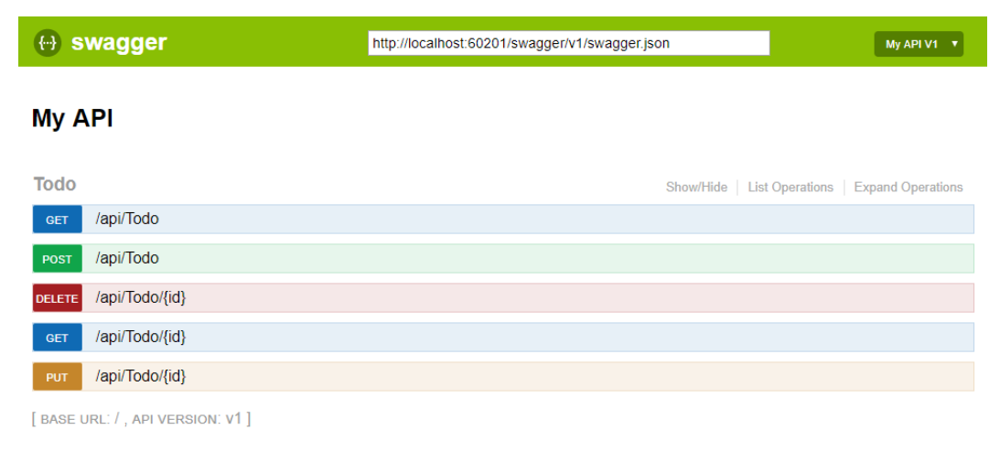 {···} swagger http://localhost:60201/swagger/v1/swagger.json My API V1 ▼
My API
Todo Show/Hide List Operations Expand Operations
GET /api/Todo
POST /api/Todo
DELETE /api/Todo/{id}
GET /api/Todo/{id}
PUT /api/Todo/{id}
[ BASE URL: / , API VERSION: V1 ]